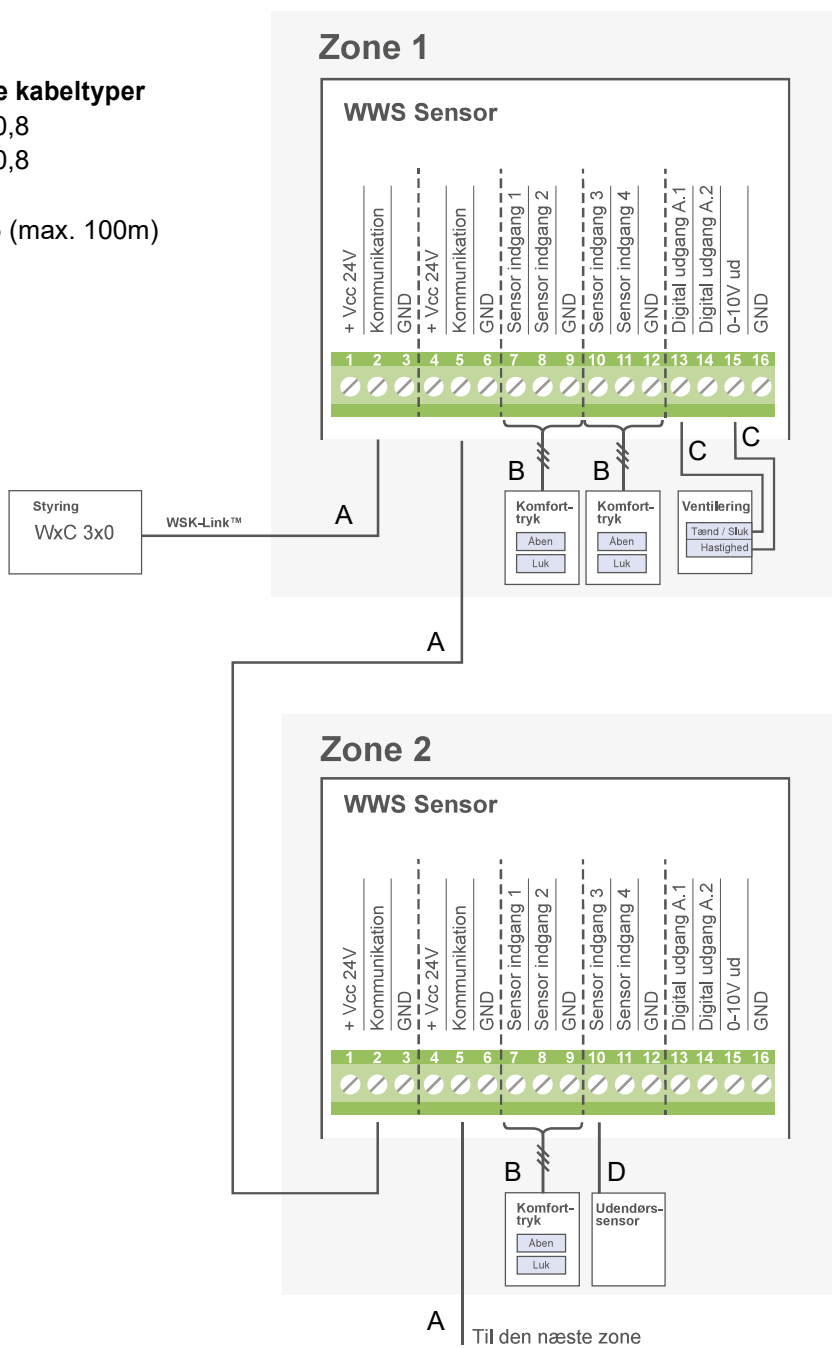 Zone 1
e kabeltyper
0,8
0,8
(max. 100m)
WWS Sensor
+ Vcc 24V
Kommunikation
GND
+ Vcc 24V
Kommunikation
GND
Sensor indgang 1
Sensor indgang 2
GND
Sensor indgang 3
Sensor indgang 4
GND
Digital udgang A.1
Digital udgang A.2
0-10V ud
GND
1 2 3 4 5 6 7 8 9 10 11 12 13 14 15 16
C
C
B
B
A
Styring
WxC 3x0
WSK-Link™
Komfort-
tryk
Åben
Luk
Komfort-
tryk
Åben
Luk
Ventilering
Tænd / Sluk
Hastighed
A
Zone 2
WWS Sensor
+ Vcc 24V
Kommunikation
GND
+ Vcc 24V
Kommunikation
GND
Sensor indgang 1
Sensor indgang 2
GND
Sensor indgang 3
Sensor indgang 4
GND
Digital udgang A.1
Digital udgang A.2
0-10V ud
GND
1 2 3 4 5 6 7 8 9 10 11 12 13 14 15 16
B
D
Komfort-
tryk
Åben
Luk
Udendørs-
sensor
A
Til den næste zone